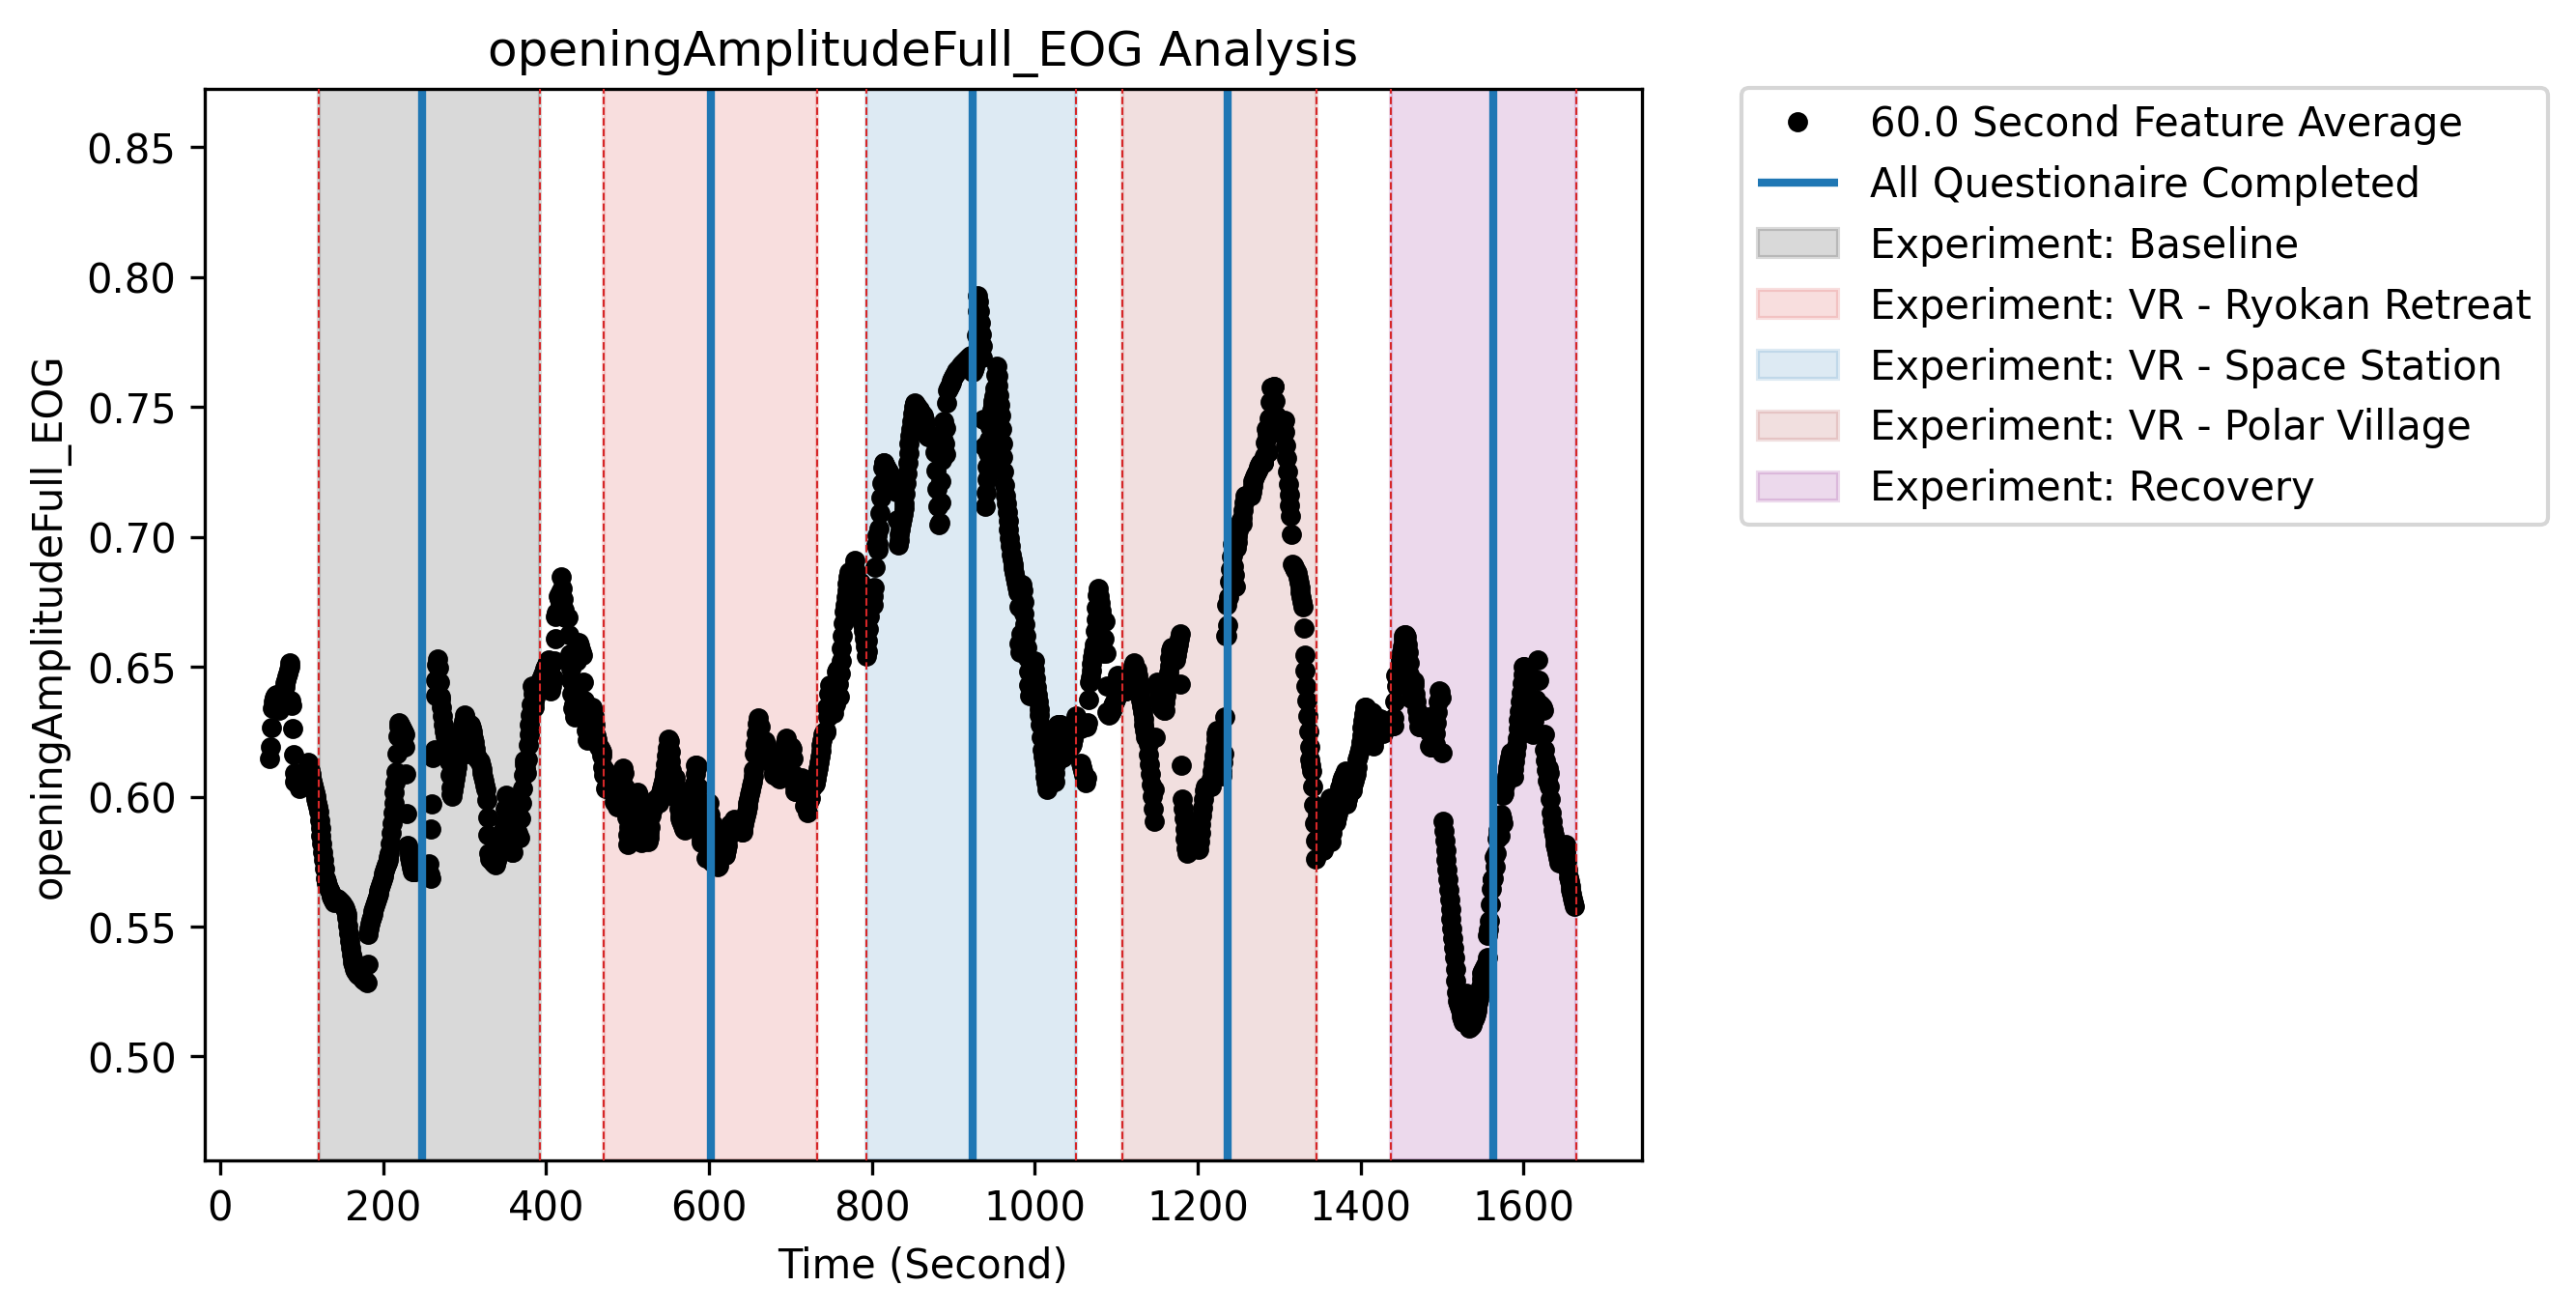 openingAmplitudeFull_EOG Analysis
openingAmplitudeFull_EOG
0.85
0.80
0.75
0.70
0.65
0.60
0.55
0.50
0 200 400 600 800 1000 1200 1400 1600
Time (Second)
60.0 Second Feature Average
All Questionaire Completed
Experiment: Baseline
Experiment: VR - Ryokan Retreat
Experiment: VR - Space Station
Experiment: VR - Polar Village
Experiment: Recovery